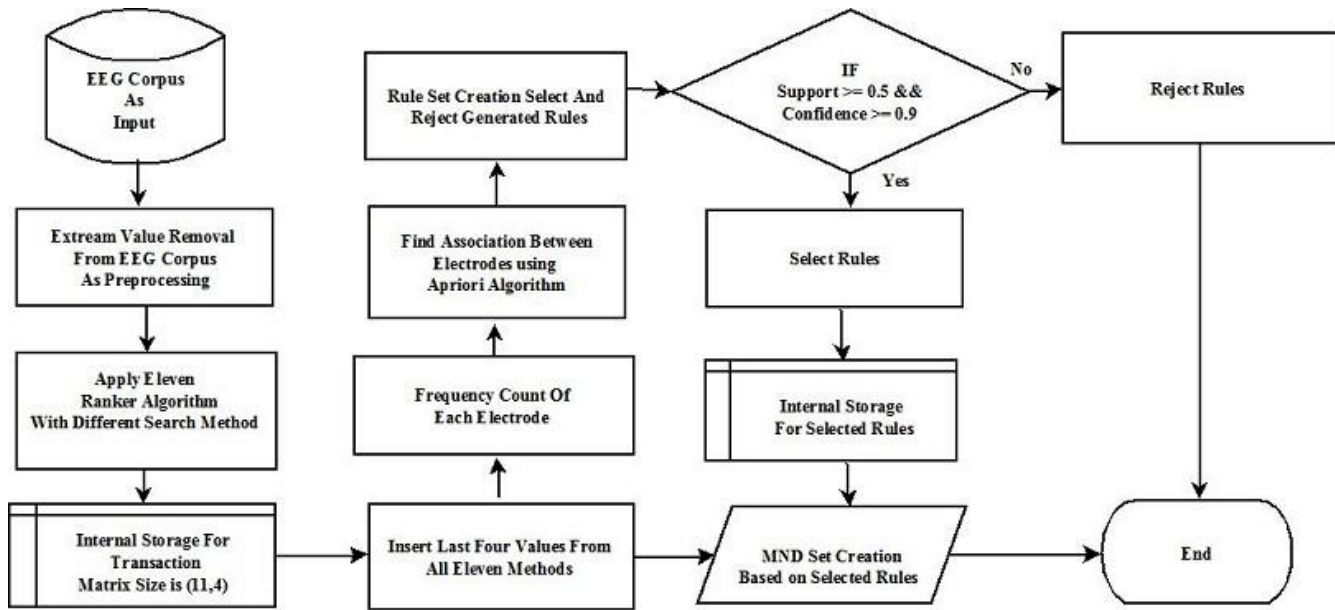 EEG Corpus
As
Input
Extream Value Removal
From EEG Corpus
As Preprocessing
Apply Eleven
Ranker Algorithm
With Different Search Method
Internal Storage For
Transaction
Matrix Size is (11,4)
Insert Last Four Values From
All Eleven Methods
Frequency Count Of
Each Electrode
Find Association Between
Electrodes using
Apriori Algorithm
Rule Set Creation Select And
Reject Generated Rules
IF
Support >= 0.5 &&
Confidence >= 0.9
No
Reject Rules
Yes
Select Rules
Internal Storage
For Selected Rules
MND Set Creation
Based on Selected Rules
End